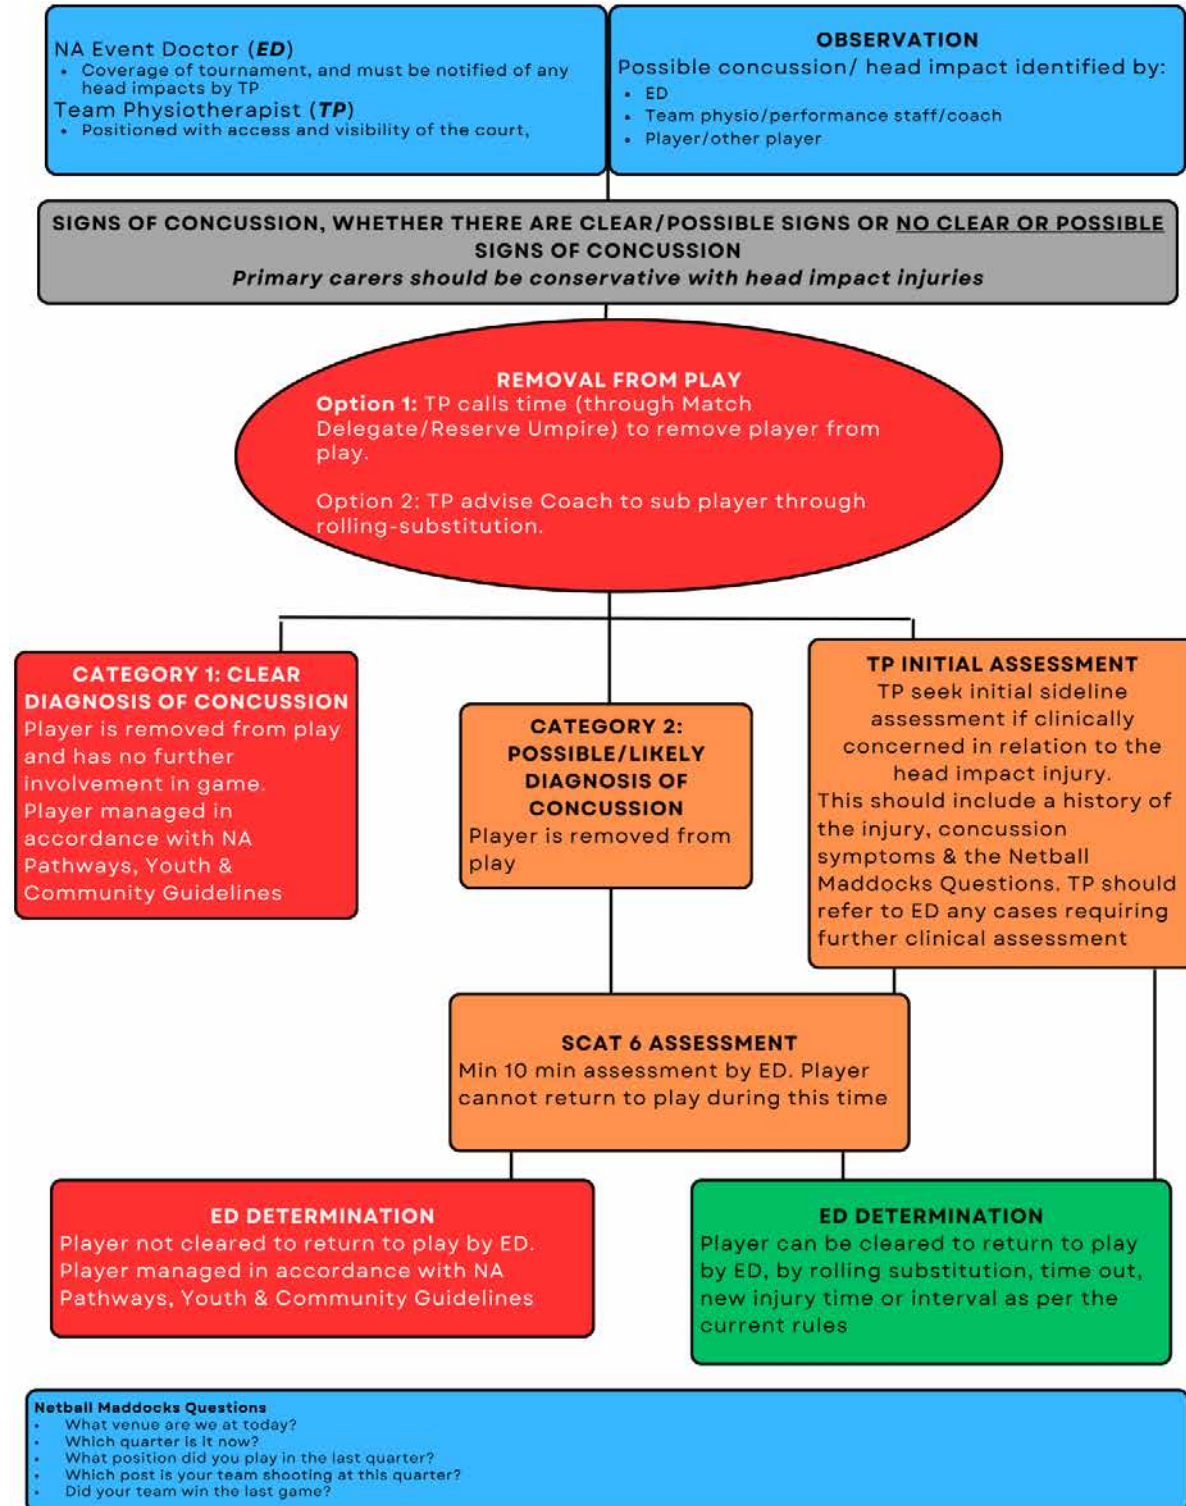 NA Event Doctor (ED)
• Coverage of tournament, and must be notified of any
head impacts by TP
Team Physiotherapist (TP)
• Positioned with access and visibility of the court,
OBSERVATION
Possible concussion/ head impact identified by:
• ED
• Team physio/performance staff/coach
• Player/other player
SIGNS OF CONCUSSION, WHETHER THERE ARE CLEAR/POSSIBLE SIGNS OR NO CLEAR OR POSSIBLE
SIGNS OF CONCUSSION
Primary carers should be conservative with head impact injuries
REMOVAL FROM PLAY
Option 1: TP calls time (through Match
Delegate/Reserve Umpire) to remove player from
play.
Option 2: TP advise Coach to sub player through
rolling-substitution.
CATEGORY 1: CLEAR
DIAGNOSIS OF CONCUSSION
Player is removed from play
and has no further
involvement in game.
Player managed in
accordance with NA
Pathways, Youth &
Community Guidelines
CATEGORY 2:
POSSIBLE/LIKELY
DIAGNOSIS OF
CONCUSSION
Player is removed from
play
TP INITIAL ASSESSMENT
TP seek initial sideline
assessment if clinically
concerned in relation to the
head impact injury.
This should include a history of
the injury, concussion
symptoms & the Netball
Maddocks Questions. TP should
refer to ED any cases requiring
further clinical assessment
SCAT 6 ASSESSMENT
Min 10 min assessment by ED. Player
cannot return to play during this time
ED DETERMINATION
Player not cleared to return to play by ED.
Player managed in accordance with NA
Pathways, Youth & Community Guidelines
ED DETERMINATION
Player can be cleared to return to play
by ED, by rolling substitution, time out,
new injury time or interval as per the
current rules
Netball Maddocks Questions
• What venue are we at today?
• Which quarter is it now?
• What position did you play in the last quarter?
• Which post is your team shooting at this quarter?
• Did your team win the last game?